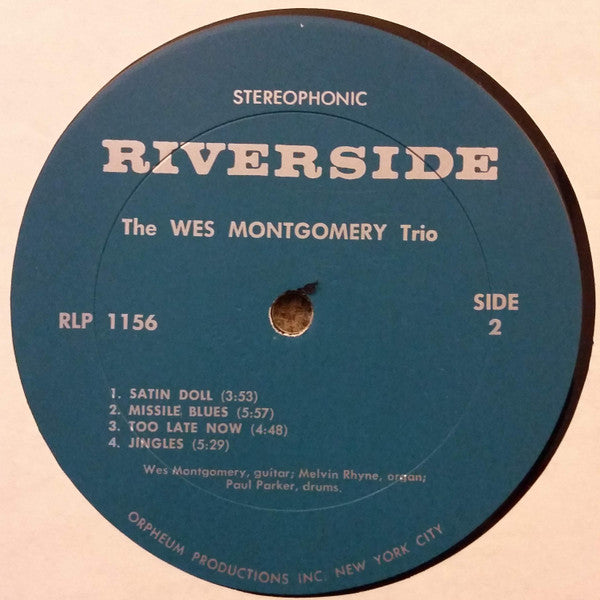 STEREOPHONIC
RIVERSIDE
The WES MONTGOMERY Trio
RLP 1156
SIDE
2
1. SATIN DOLL (3:53)
2. MISSILE BLUES (5:57)
3. TOO LATE NOW (4:48)
4. JINGLES (5:29)
Wes Montgomery, guitar; Melvin Rhyne, organ;
Paul Parker, drums.
ORPHEUM PRODUCTIONS INC: NEW YORK CITY